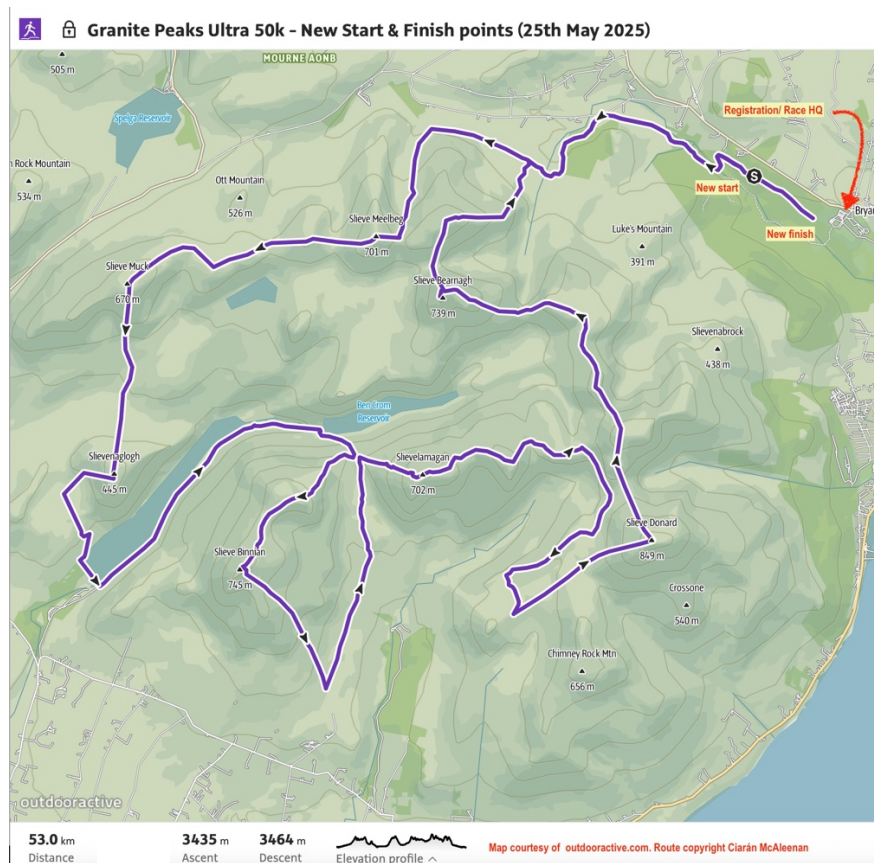 Granite Peaks Ultra 50k - New Start & Finish points (25th May 2025)
MOURNE AONB
505 m
Spelga Reservoir
Registration/ Race HQ
n Rock Mountain
534 m
Ott Mountain
526 m
S
New start
Slieve Meelbeg
701 m
Luke's Mountain
391 m
New finish
Bryan
Slieve Muck
670 m
Slieve Bearnagh
739 m
Slievenabrock
438 m
Ben Crom
Reservoir
Slievenaglogh
445 m
Slievelamagan
702 m
Slieve Donard
849 m
Slieve Binnian
745 m
Crossone
540 m
Chimney Rock Mtn
656 m
outdooractive
53.0 km
Distance
3435 m
Ascent
3464 m
Descent
Elevation profile
Map courtesy of outdooractive.com. Route copyright Ciarán McAleenan